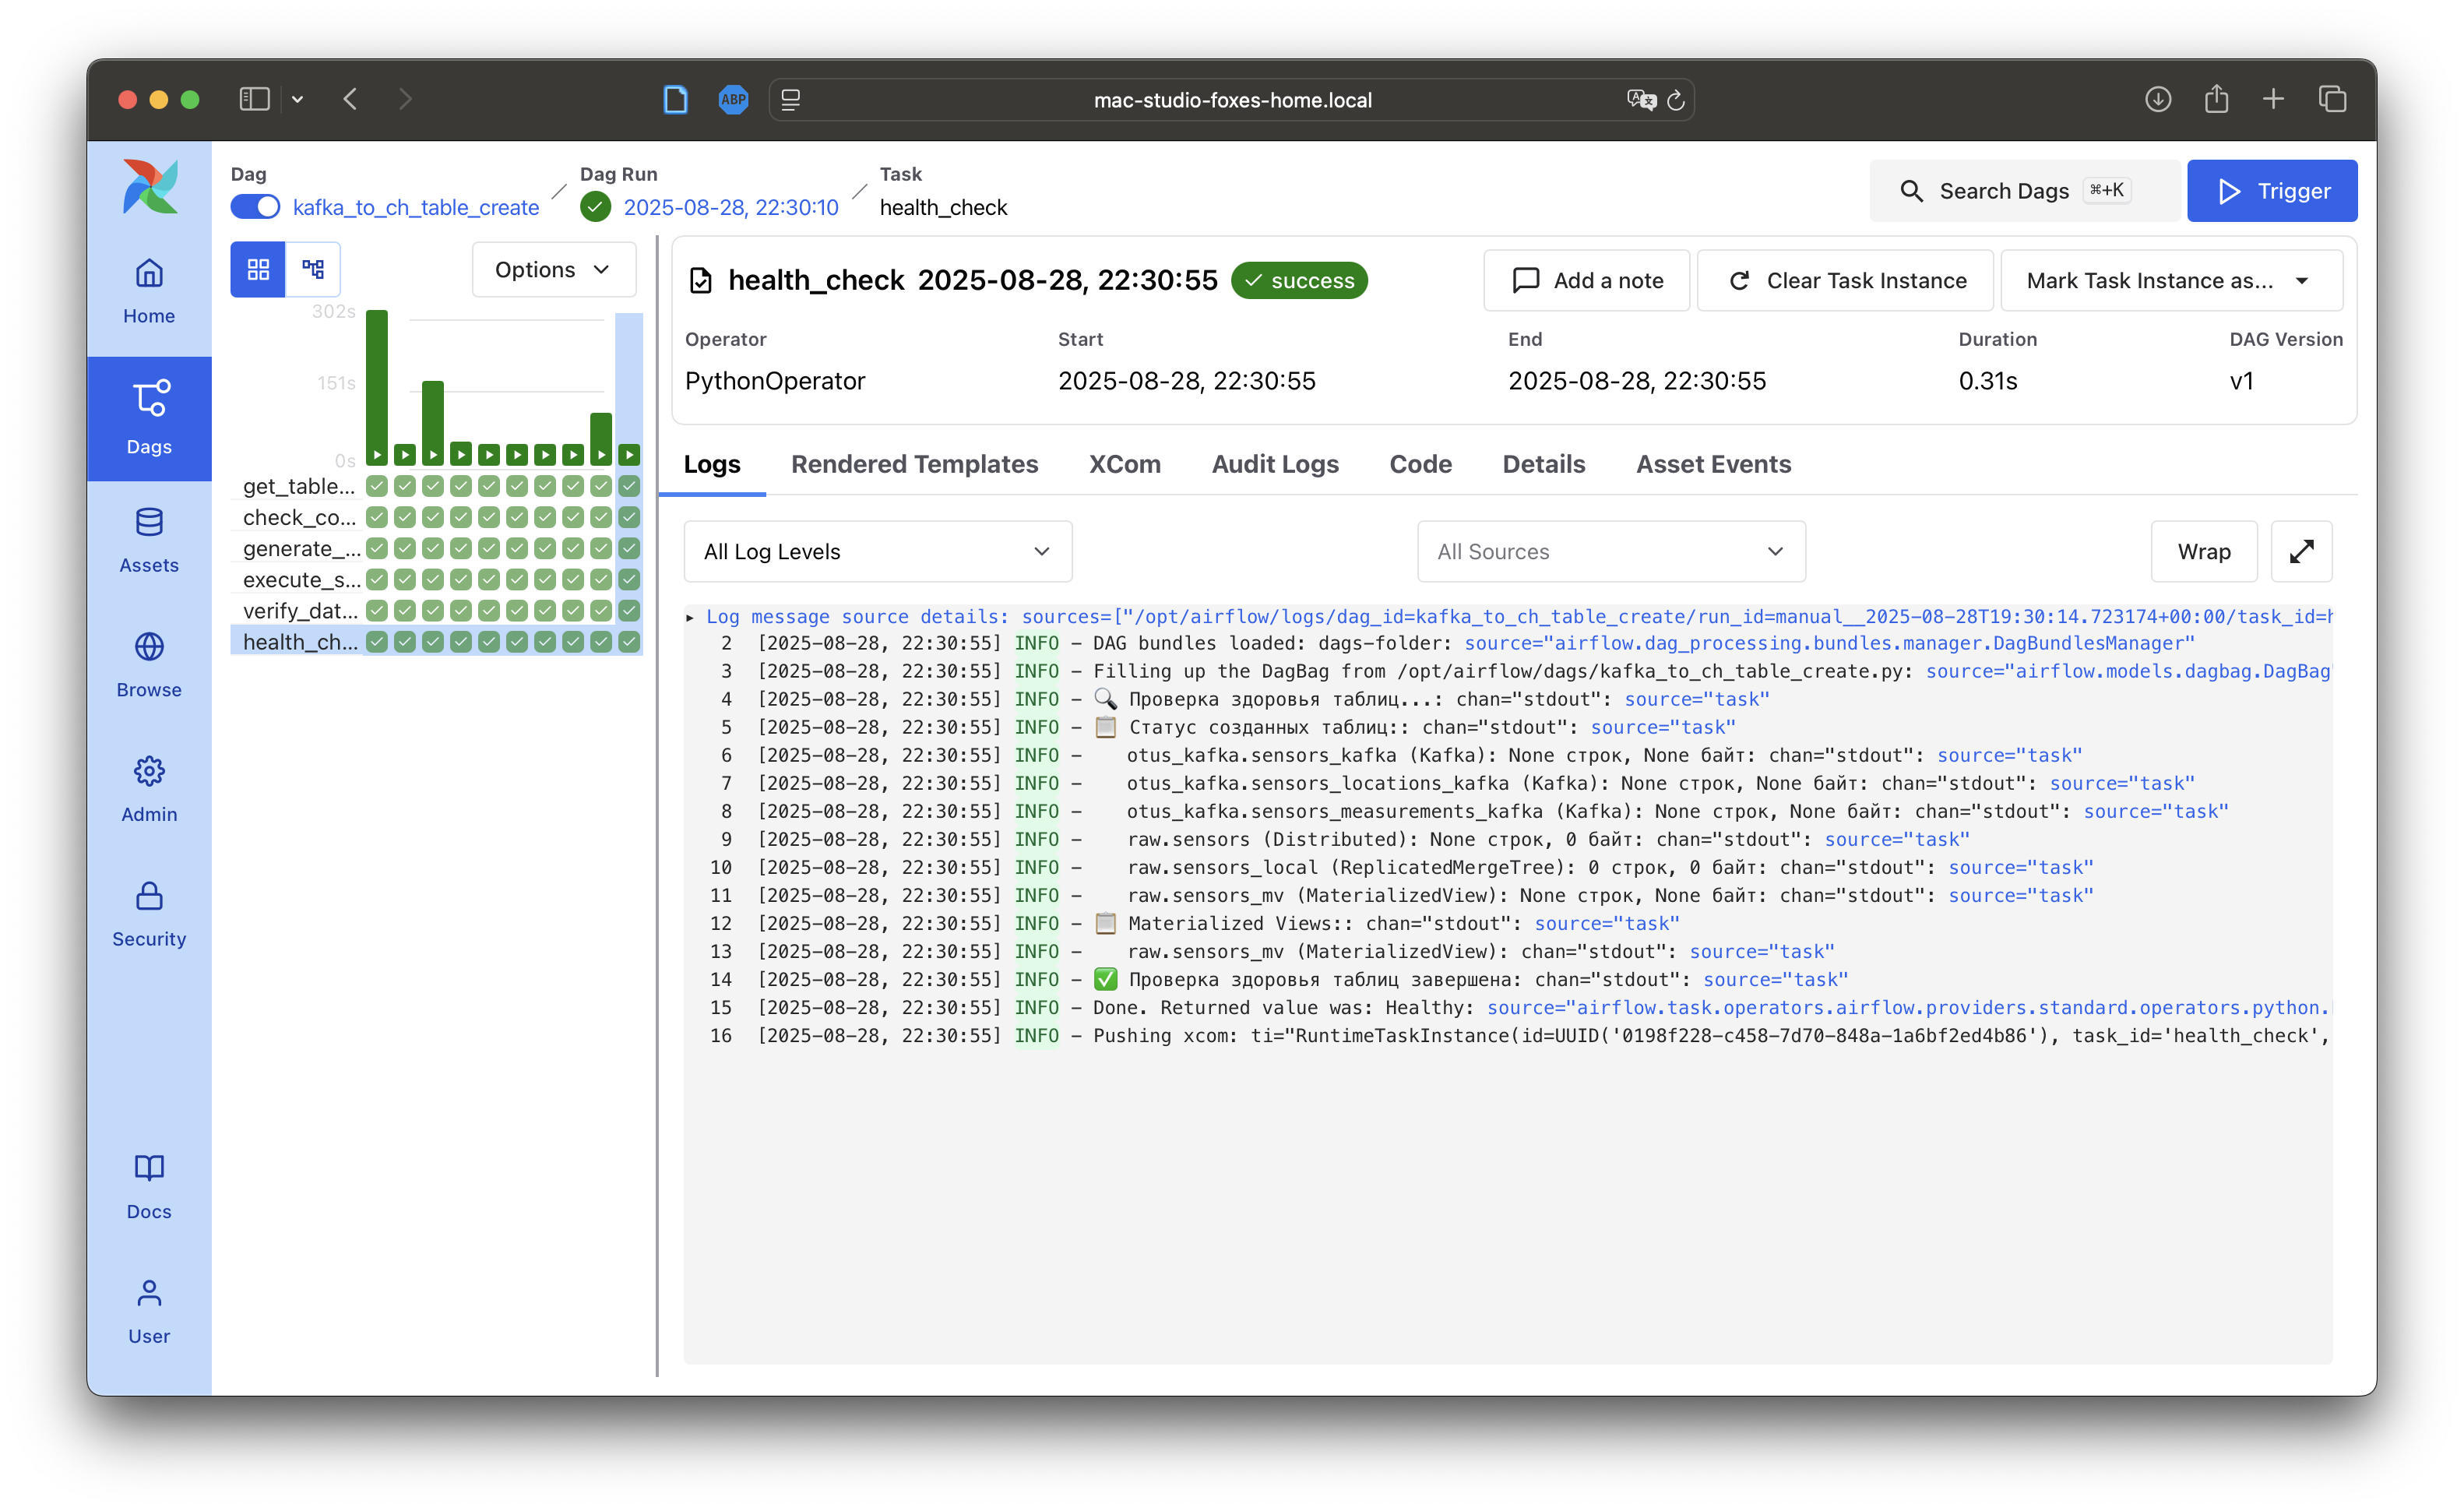 ABP
mac-studio-foxes-home.local
Dag
kafka_to_ch_table_create
Dag Run
2025-08-28, 22:30:10
Task
health_check
Search Dags ⌘+K
Trigger
Home
Dags
Assets
Browse
Admin
Security
Docs
User
Options
302s
151s
0s
get_table...
check_co...
generate_...
execute_s...
verify_dat...
health_ch...
health_check 2025-08-28, 22:30:55 success
Add a note
Clear Task Instance
Mark Task Instance as...
Operator Start End Duration DAG Version
PythonOperator 2025-08-28, 22:30:55 2025-08-28, 22:30:55 0.31s v1
Logs Rendered Templates XCom Audit Logs Code Details Asset Events
All Log Levels
All Sources
Wrap
Log message source details: sources=["/opt/airflow/logs/dag_id=kafka_to_ch_table_create/run_id=manual__2025-08-28T19:30:14.723174+00:00/task_id=h
2 [2025-08-28, 22:30:55] INFO – DAG bundles loaded: dags-folder: source="airflow.dag_processing.bundles.manager.DagBundlesManager"
3 [2025-08-28, 22:30:55] INFO – Filling up the DagBag from /opt/airflow/dags/kafka_to_ch_table_create.py: source="airflow.models.dagbag.DagBag"
4 [2025-08-28, 22:30:55] INFO – 🔍 Проверка здоровья таблиц...: chan="stdout": source="task"
5 [2025-08-28, 22:30:55] INFO – 📋 Статус созданных таблиц:: chan="stdout": source="task"
6 [2025-08-28, 22:30:55] INFO – otus_kafka.sensors_kafka (Kafka): None строк, None байт: chan="stdout": source="task"
7 [2025-08-28, 22:30:55] INFO – otus_kafka.sensors_locations_kafka (Kafka): None строк, None байт: chan="stdout": source="task"
8 [2025-08-28, 22:30:55] INFO – otus_kafka.sensors_measurements_kafka (Kafka): None строк, None байт: chan="stdout": source="task"
9 [2025-08-28, 22:30:55] INFO – raw.sensors (Distributed): None строк, 0 байт: chan="stdout": source="task"
10 [2025-08-28, 22:30:55] INFO – raw.sensors_local (ReplicatedMergeTree): 0 строк, 0 байт: chan="stdout": source="task"
11 [2025-08-28, 22:30:55] INFO – raw.sensors_mv (MaterializedView): None строк, None байт: chan="stdout": source="task"
12 [2025-08-28, 22:30:55] INFO – 📋 Materialized Views:: chan="stdout": source="task"
13 [2025-08-28, 22:30:55] INFO – raw.sensors_mv (MaterializedView): chan="stdout": source="task"
14 [2025-08-28, 22:30:55] INFO – ✅ Проверка здоровья таблиц завершена: chan="stdout": source="task"
15 [2025-08-28, 22:30:55] INFO – Done. Returned value was: Healthy: source="airflow.task.operators.airflow.providers.standard.operators.python.
16 [2025-08-28, 22:30:55] INFO – Pushing xcom: ti="RuntimeTaskInstance(id=UUID('0198f228-c458-7d70-848a-1a6bf2ed4b86'), task_id='health_check',